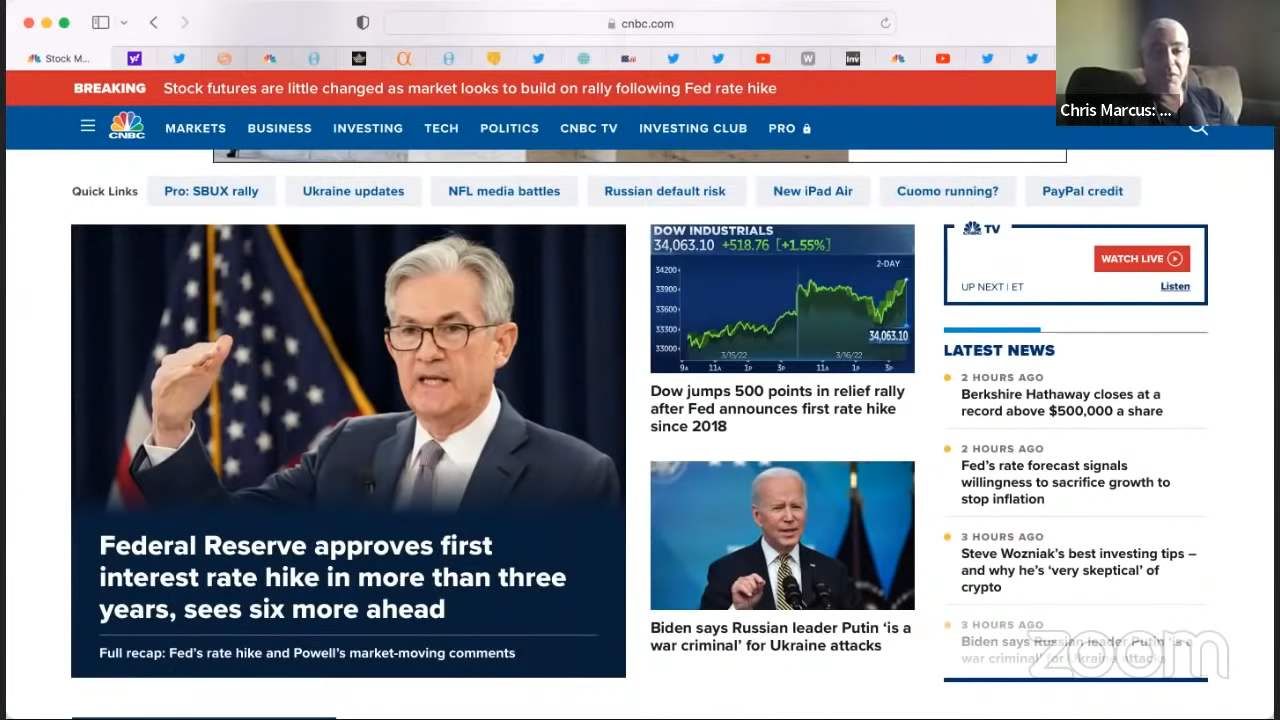 cnbc.com
Stock M...
BREAKING Stock futures are little changed as market looks to build on rally following Fed rate hike
CNBC MARKETS BUSINESS INVESTING TECH POLITICS CNBC TV INVESTING CLUB PRO
Chris Marcus: ...
Quick Links Pro: SBUX rally Ukraine updates NFL media battles Russian default risk New iPad Air Cuomo running? PayPal credit
Federal Reserve approves first
interest rate hike in more than three
years, sees six more ahead
Full recap: Fed's rate hike and Powell's market-moving comments
DOW INDUSTRIALS
34,063.10 +518.76 [+1.55%]
2-DAY
34200
33900
33600
33300
33000
34,063.10
3/15/22 3/16/22
9A 11A 1P 3P 11A 1P 3P
Dow jumps 500 points in relief rally
after Fed announces first rate hike
since 2018
Biden says Russian leader Putin 'is a
war criminal' for Ukraine attacks
CNBC TV
WATCH LIVE
UP NEXT | ET Listen
LATEST NEWS
2 HOURS AGO
Berkshire Hathaway closes at a
record above $500,000 a share
2 HOURS AGO
Fed's rate forecast signals
willingness to sacrifice growth to
stop inflation
3 HOURS AGO
Steve Wozniak's best investing tips –
and why he's 'very skeptical' of
crypto
3 HOURS AGO
Biden says Russian leader Putin 'is a
war criminal' for Ukraine attacks
zoom